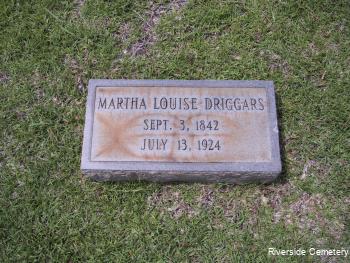 MARTHA LOUISE DRIGGARS
SEPT. 3, 1842
JULY 13, 1924
Riverside Cemetery